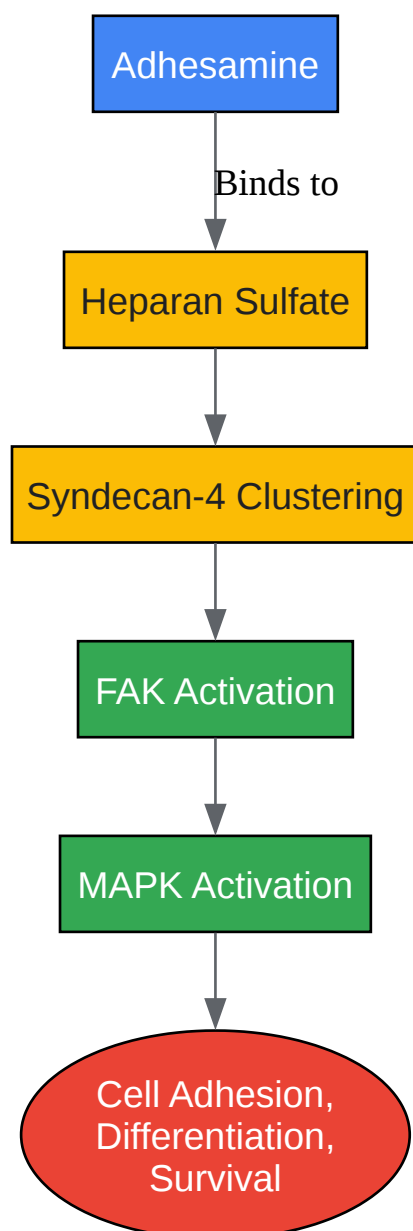 Adhesamine
Binds to
Heparan Sulfate
Syndecan-4 Clustering
FAK Activation
MAPK Activation
Cell Adhesion,
Differentiation,
Survival